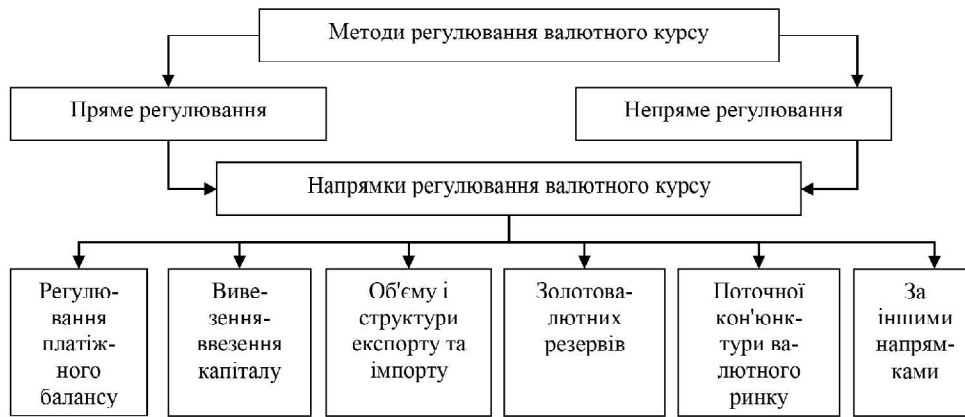 Методи регулювання валютного курсу
Пряме регулювання
Непряме регулювання
Напрямки регулювання валютного курсу
Регулю-
вання
платіж-
ного
балансу
Виве-
зення-
ввезення
капіталу
Об'єму і
структури
експорту та
імпорту
Золотова-
лютних
резервів
Поточної
кон'юнк-
тури ва-
лютного
ринку
За
іншими
напрям-
ками